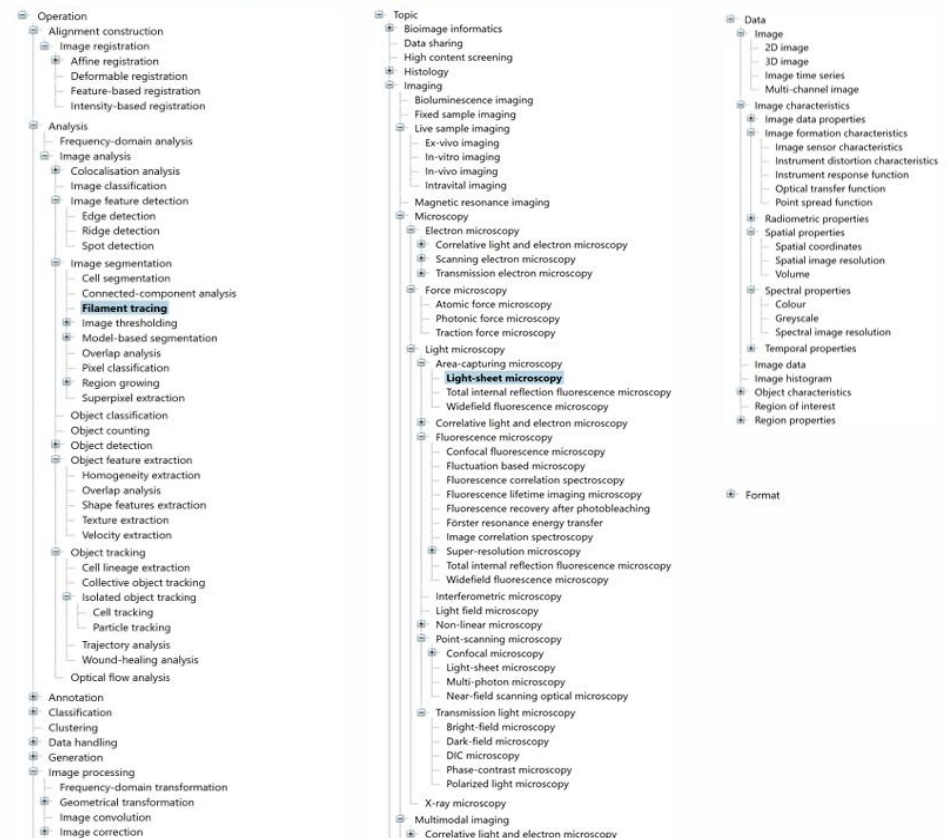 Operation
Alignment construction
Image registration
Affine registration
Deformable registration
Feature-based registration
Intensity-based registration
Analysis
Frequency-domain analysis
Image analysis
Colocalisation analysis
Image classification
Image feature detection
Edge detection
Ridge detection
Spot detection
Image segmentation
Cell segmentation
Connected-component analysis
Filament tracing
Image thresholding
Model-based segmentation
Overlap analysis
Pixel classification
Region growing
Superpixel extraction
Object classification
Object counting
Object detection
Object feature extraction
Homogeneity extraction
Overlap analysis
Shape features extraction
Texture extraction
Velocity extraction
Object tracking
Cell lineage extraction
Collective object tracking
Isolated object tracking
Cell tracking
Particle tracking
Trajectory analysis
Wound-healing analysis
Optical flow analysis
Annotation
Classification
Clustering
Data handling
Generation
Image processing
Frequency-domain transformation
Geometrical transformation
Image convolution
Image correction
Topic
Bioimage informatics
Data sharing
High content screening
Histology
Imaging
Bioluminescence imaging
Fixed sample imaging
Live sample imaging
Ex-vivo imaging
In-vitro imaging
In-vivo imaging
Intravital imaging
Magnetic resonance imaging
Microscopy
Electron microscopy
Correlative light and electron microscopy
Scanning electron microscopy
Transmission electron microscopy
Force microscopy
Atomic force microscopy
Photonic force microscopy
Traction force microscopy
Light microscopy
Area-capturing microscopy
Light-sheet microscopy
Total internal reflection fluorescence microscopy
Widefield fluorescence microscopy
Correlative light and electron microscopy
Fluorescence microscopy
Confocal fluorescence microscopy
Fluctuation based microscopy
Fluorescence correlation spectroscopy
Fluorescence lifetime imaging microscopy
Fluorescence recovery after photobleaching
Förster resonance energy transfer
Image correlation spectroscopy
Super-resolution microscopy
Total internal reflection fluorescence microscopy
Widefield fluorescence microscopy
Interferometric microscopy
Light field microscopy
Non-linear microscopy
Point-scanning microscopy
Confocal microscopy
Light-sheet microscopy
Multi-photon microscopy
Near-field scanning optical microscopy
Transmission light microscopy
Bright-field microscopy
Dark-field microscopy
DIC microscopy
Phase-contrast microscopy
Polarized light microscopy
X-ray microscopy
Multimodal imaging
Correlative light and electron microscopy
Data
Image
2D image
3D image
Image time series
Multi-channel image
Image characteristics
Image data properties
Image formation characteristics
Image sensor characteristics
Instrument distortion characteristics
Instrument response function
Optical transfer function
Point spread function
Radiometric properties
Spatial properties
Spatial coordinates
Spatial image resolution
Volume
Spectral properties
Colour
Greyscale
Spectral image resolution
Temporal properties
Image data
Image histogram
Object characteristics
Region of interest
Region properties
Format